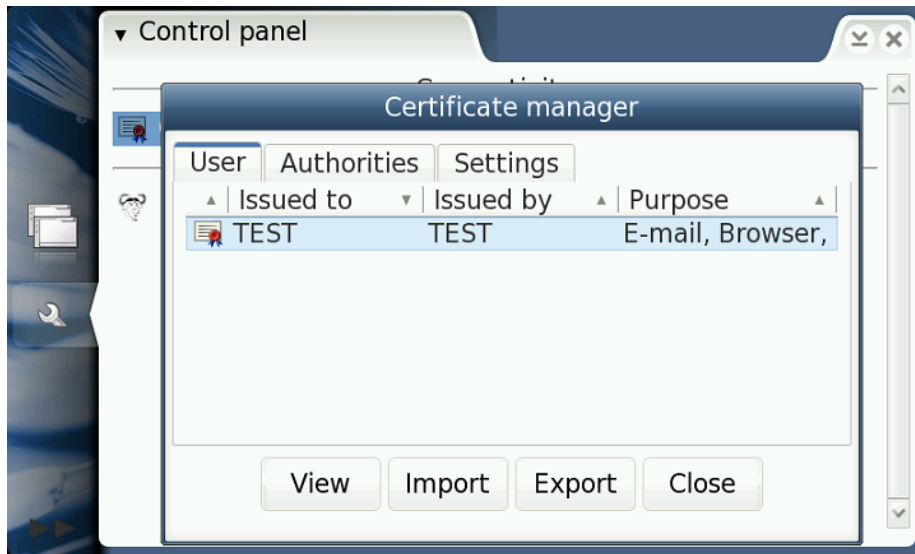 Control panel
Certificate manager
User Authorities Settings
Issued to Issued by Purpose
TEST TEST E-mail, Browser,
View Import Export Close